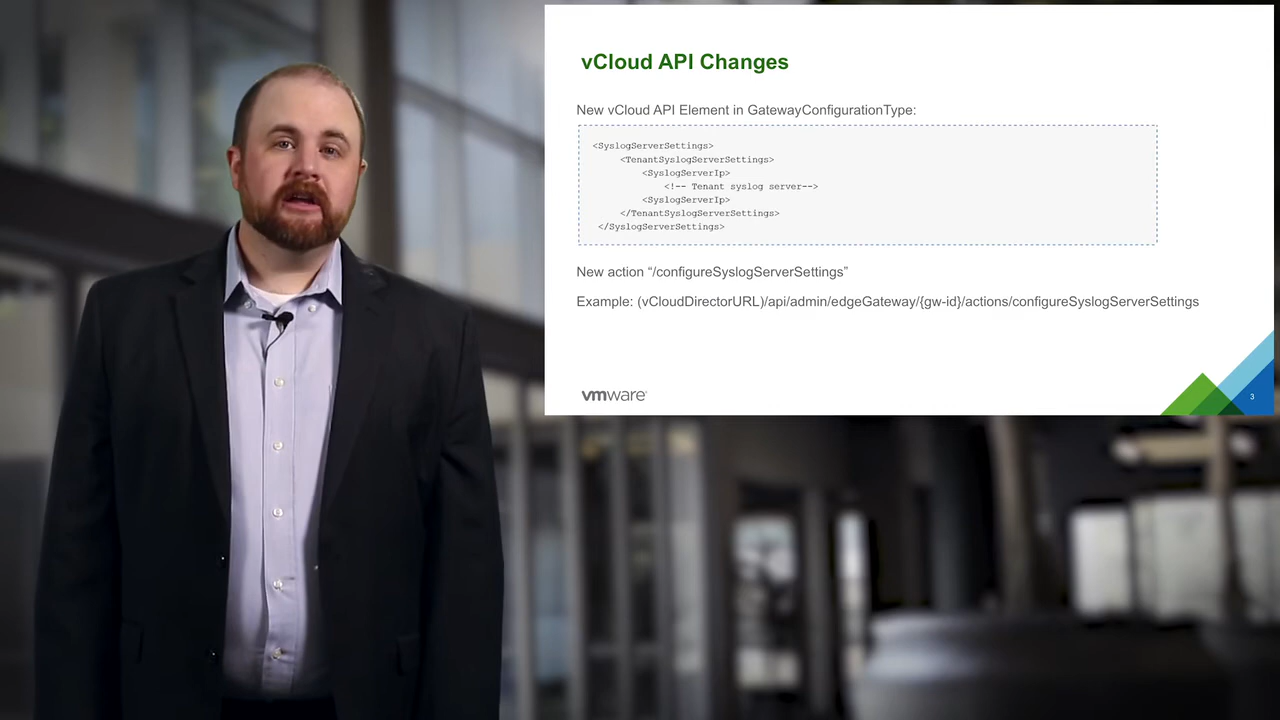 vCloud API Changes
New vCloud API Element in GatewayConfigurationType:
<SyslogServerSettings>
<TenantSyslogServerSettings>
<SyslogServerIp>
<!-- Tenant syslog server-->
<SyslogServerIp>
</TenantSyslogServerSettings>
</SyslogServerSettings>
New action “/configureSyslogServerSettings”
Example: (vCloudDirectorURL)/api/admin/edgeGateway/{gw-id}/actions/configureSyslogServerSettings
vmware
3